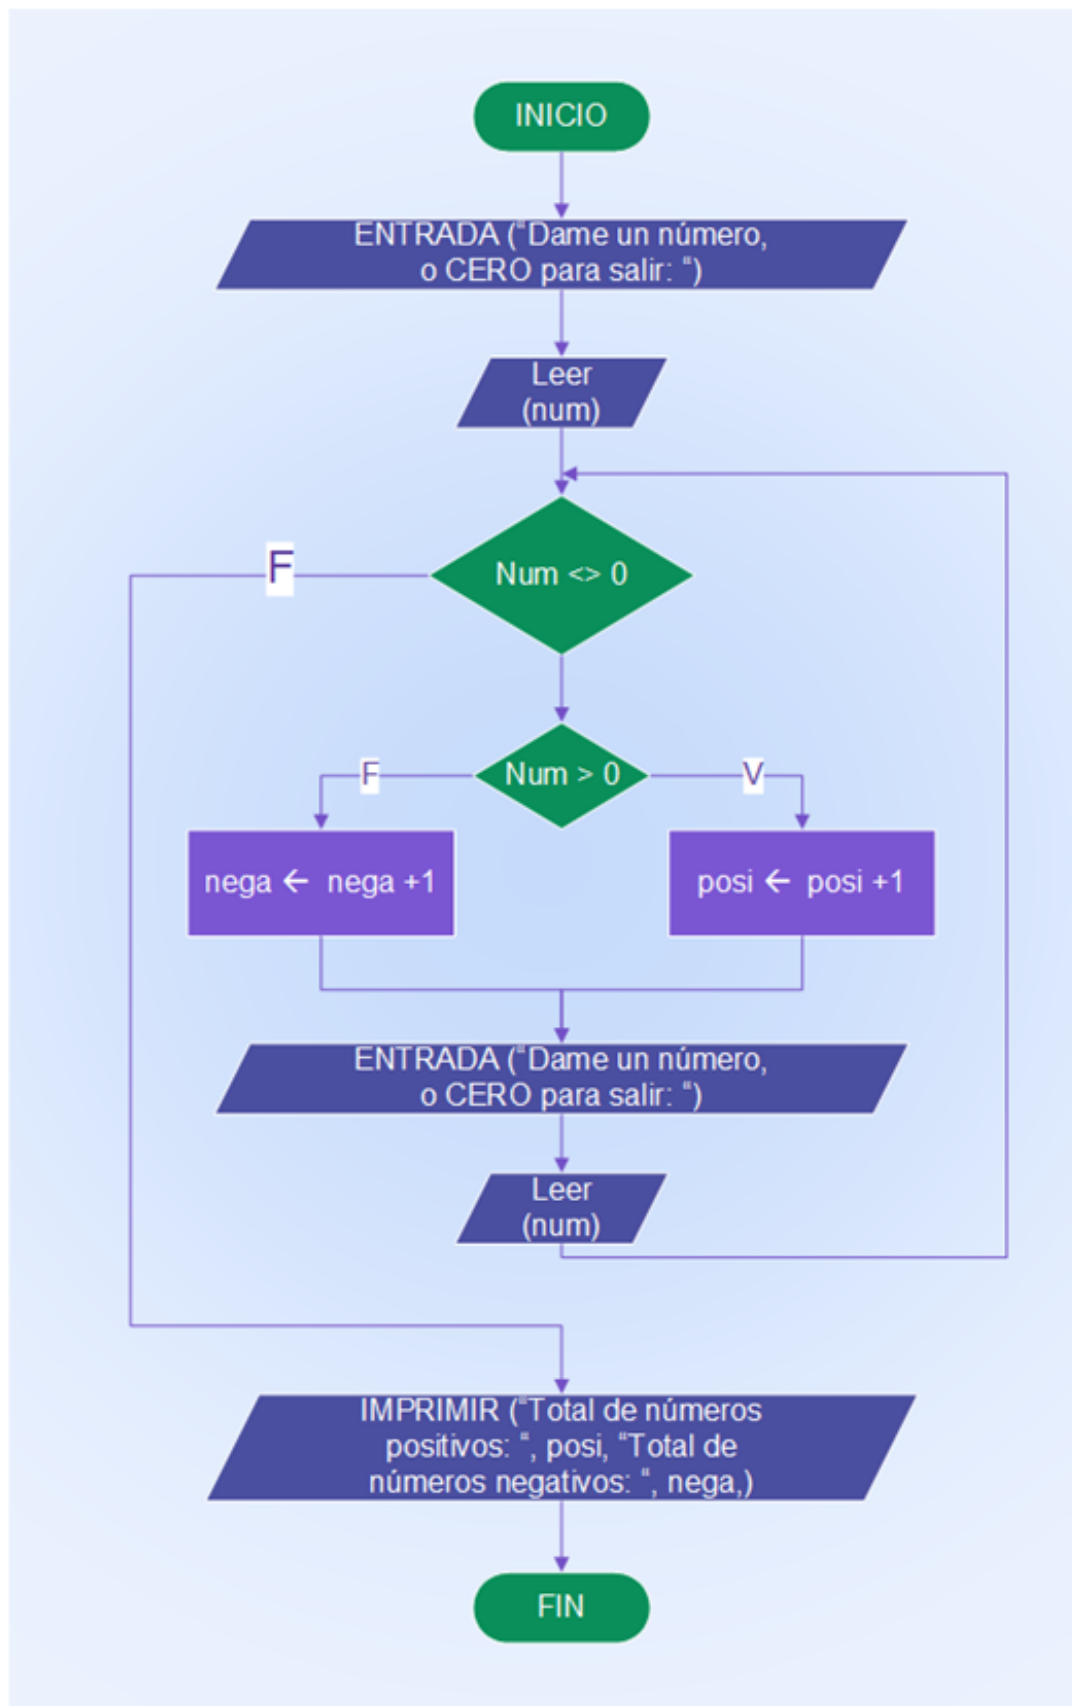 INICIO
ENTRADA (“Dame un número,
o CERO para salir: “)
Leer
(num)
Num <> 0
F
Num > 0
F
V
nega ← nega +1
posi ← posi +1
ENTRADA (“Dame un número,
o CERO para salir: “)
Leer
(num)
IMPRIMIR (“Total de números
positivos: “, posi, “Total de
números negativos: “, nega,)
FIN